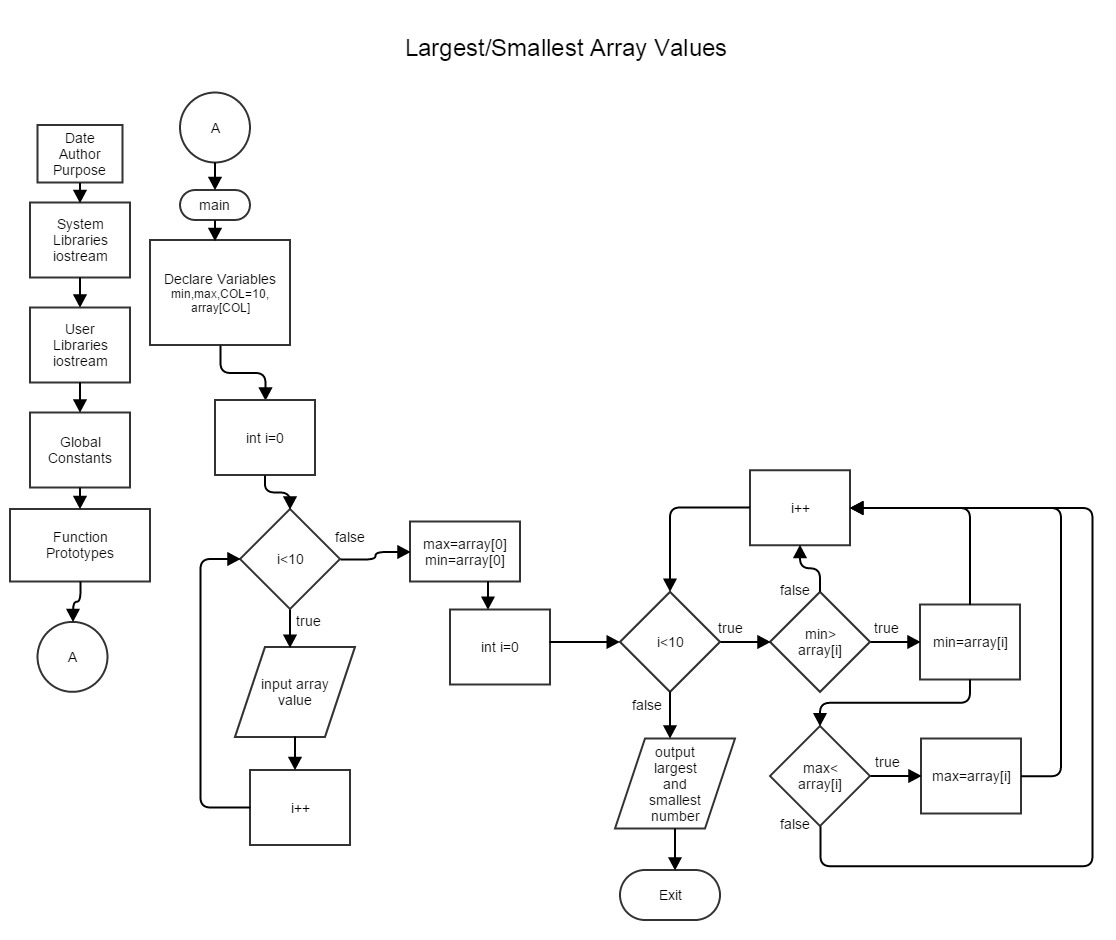 Largest/Smallest Array Values
Date
Author
Purpose
System
Libraries
iostream
User
Libraries
iostream
Global
Constants
Function
Prototypes
A
A
main
Declare Variables
min,max,COL=10,
array[COL]
int i=0
i<10
false
true
input array
value
i++
max=array[0]
min=array[0]
int i=0
i<10
true
false
output
largest
and
smallest
number
Exit
i++
false
min>
array[i]
true
min=array[i]
max<
array[i]
true
false
max=array[i]